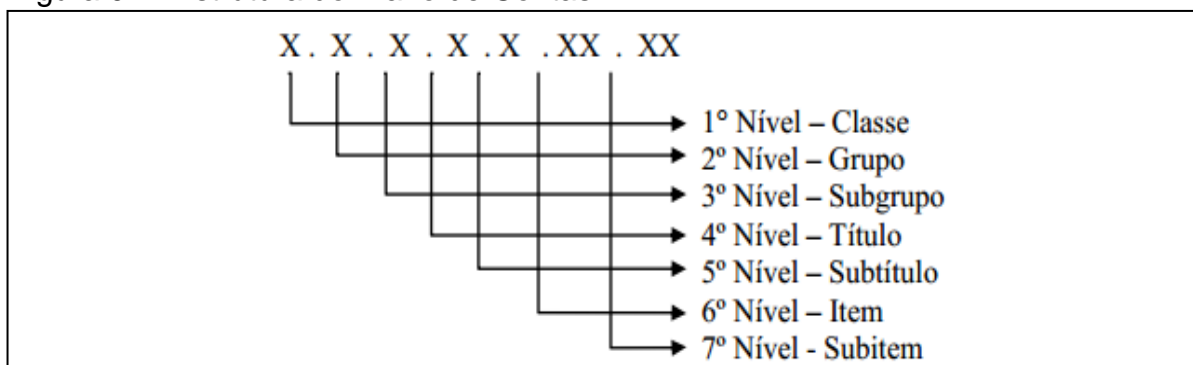 X . X . X . X . X . XX . XX
1° Nível – Classe
2º Nível – Grupo
3º Nível – Subgrupo
4º Nível – Título
5º Nível – Subtítulo
6º Nível – Item
7º Nível - Subitem